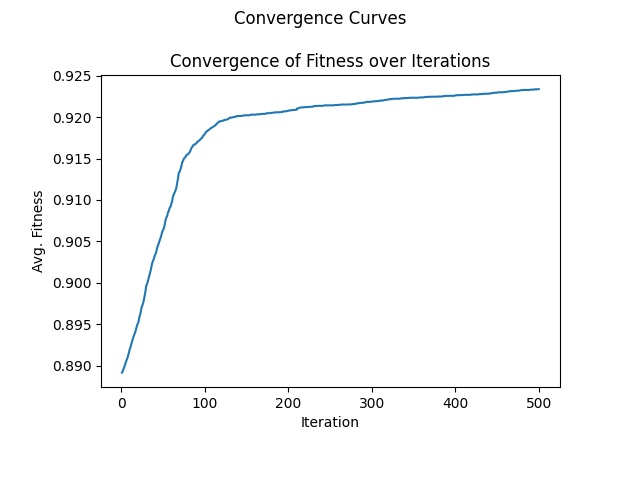 Convergence Curves
Convergence of Fitness over Iterations
0.925
0.920
0.915
0.910
0.905
0.900
0.895
0.890
Avg. Fitness
0 100 200 300 400 500
Iteration